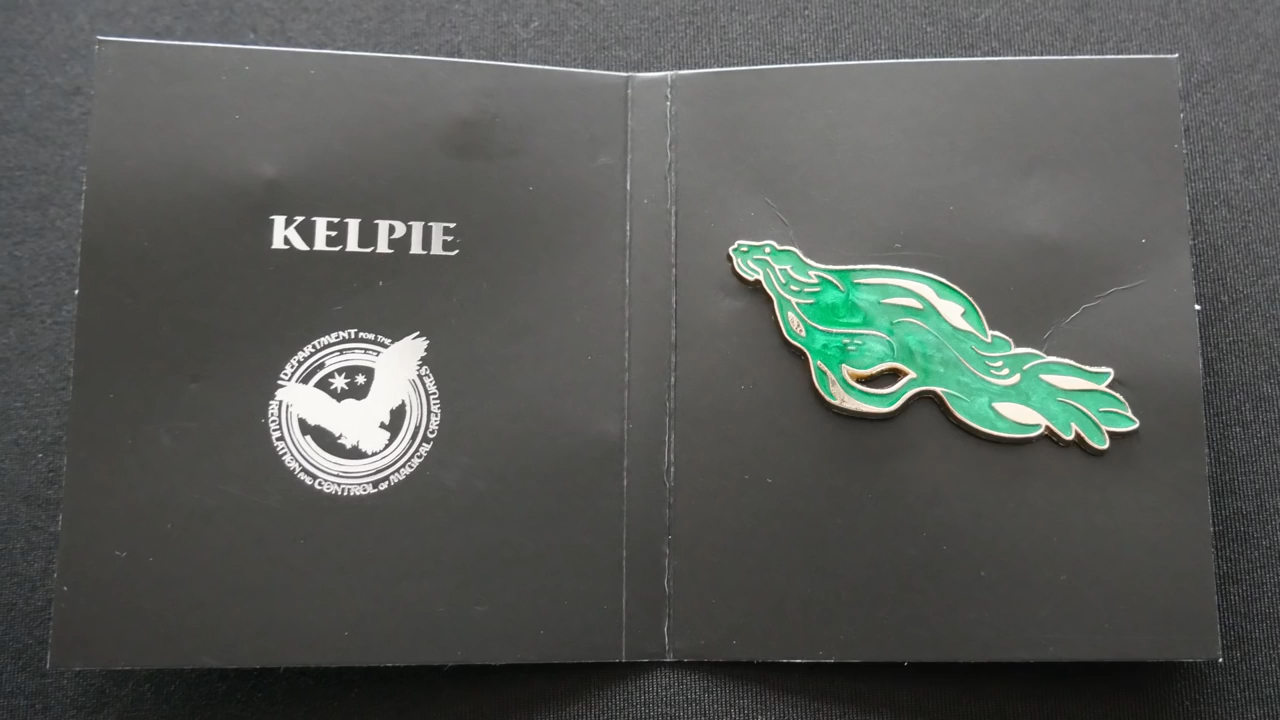 KELPIE
DEPARTMENT FOR THE
REGULATION AND CONTROL OF MAGICAL CREATURES